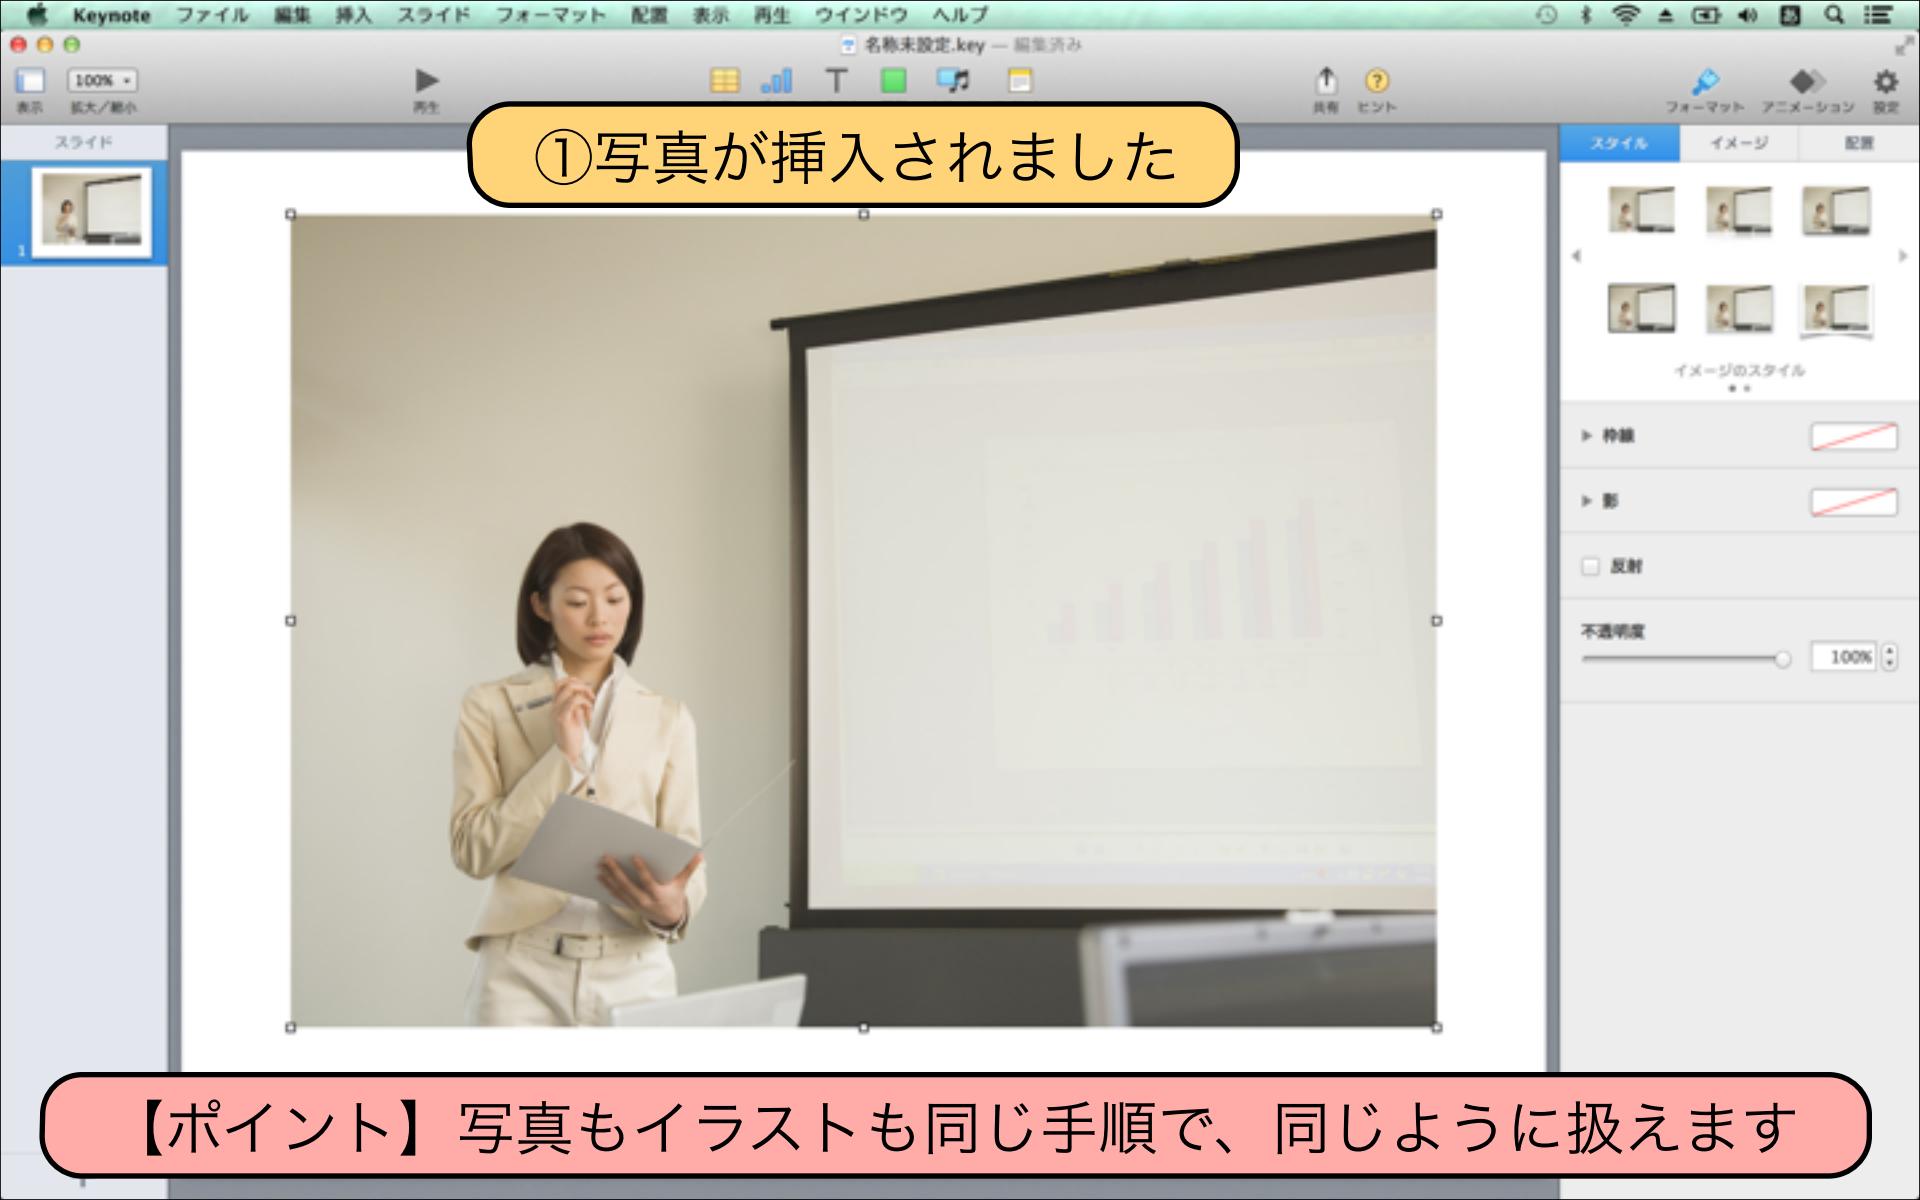 Keynote ファイル 編集 挿入 スライド フォーマット 配置 表示 再生 ウインドウ ヘルプ
名称未設定.key — 編集済み
100%
表示 拡大/縮小 再生 共有 ヒント フォーマット アニメーション 設定
スライド
1
①写真が挿入されました
スタイル イメージ 配置
イメージのスタイル
枠線
影
反射
不透明度
100%
【ポイント】写真もイラストも同じ手順で、同じように扱えます